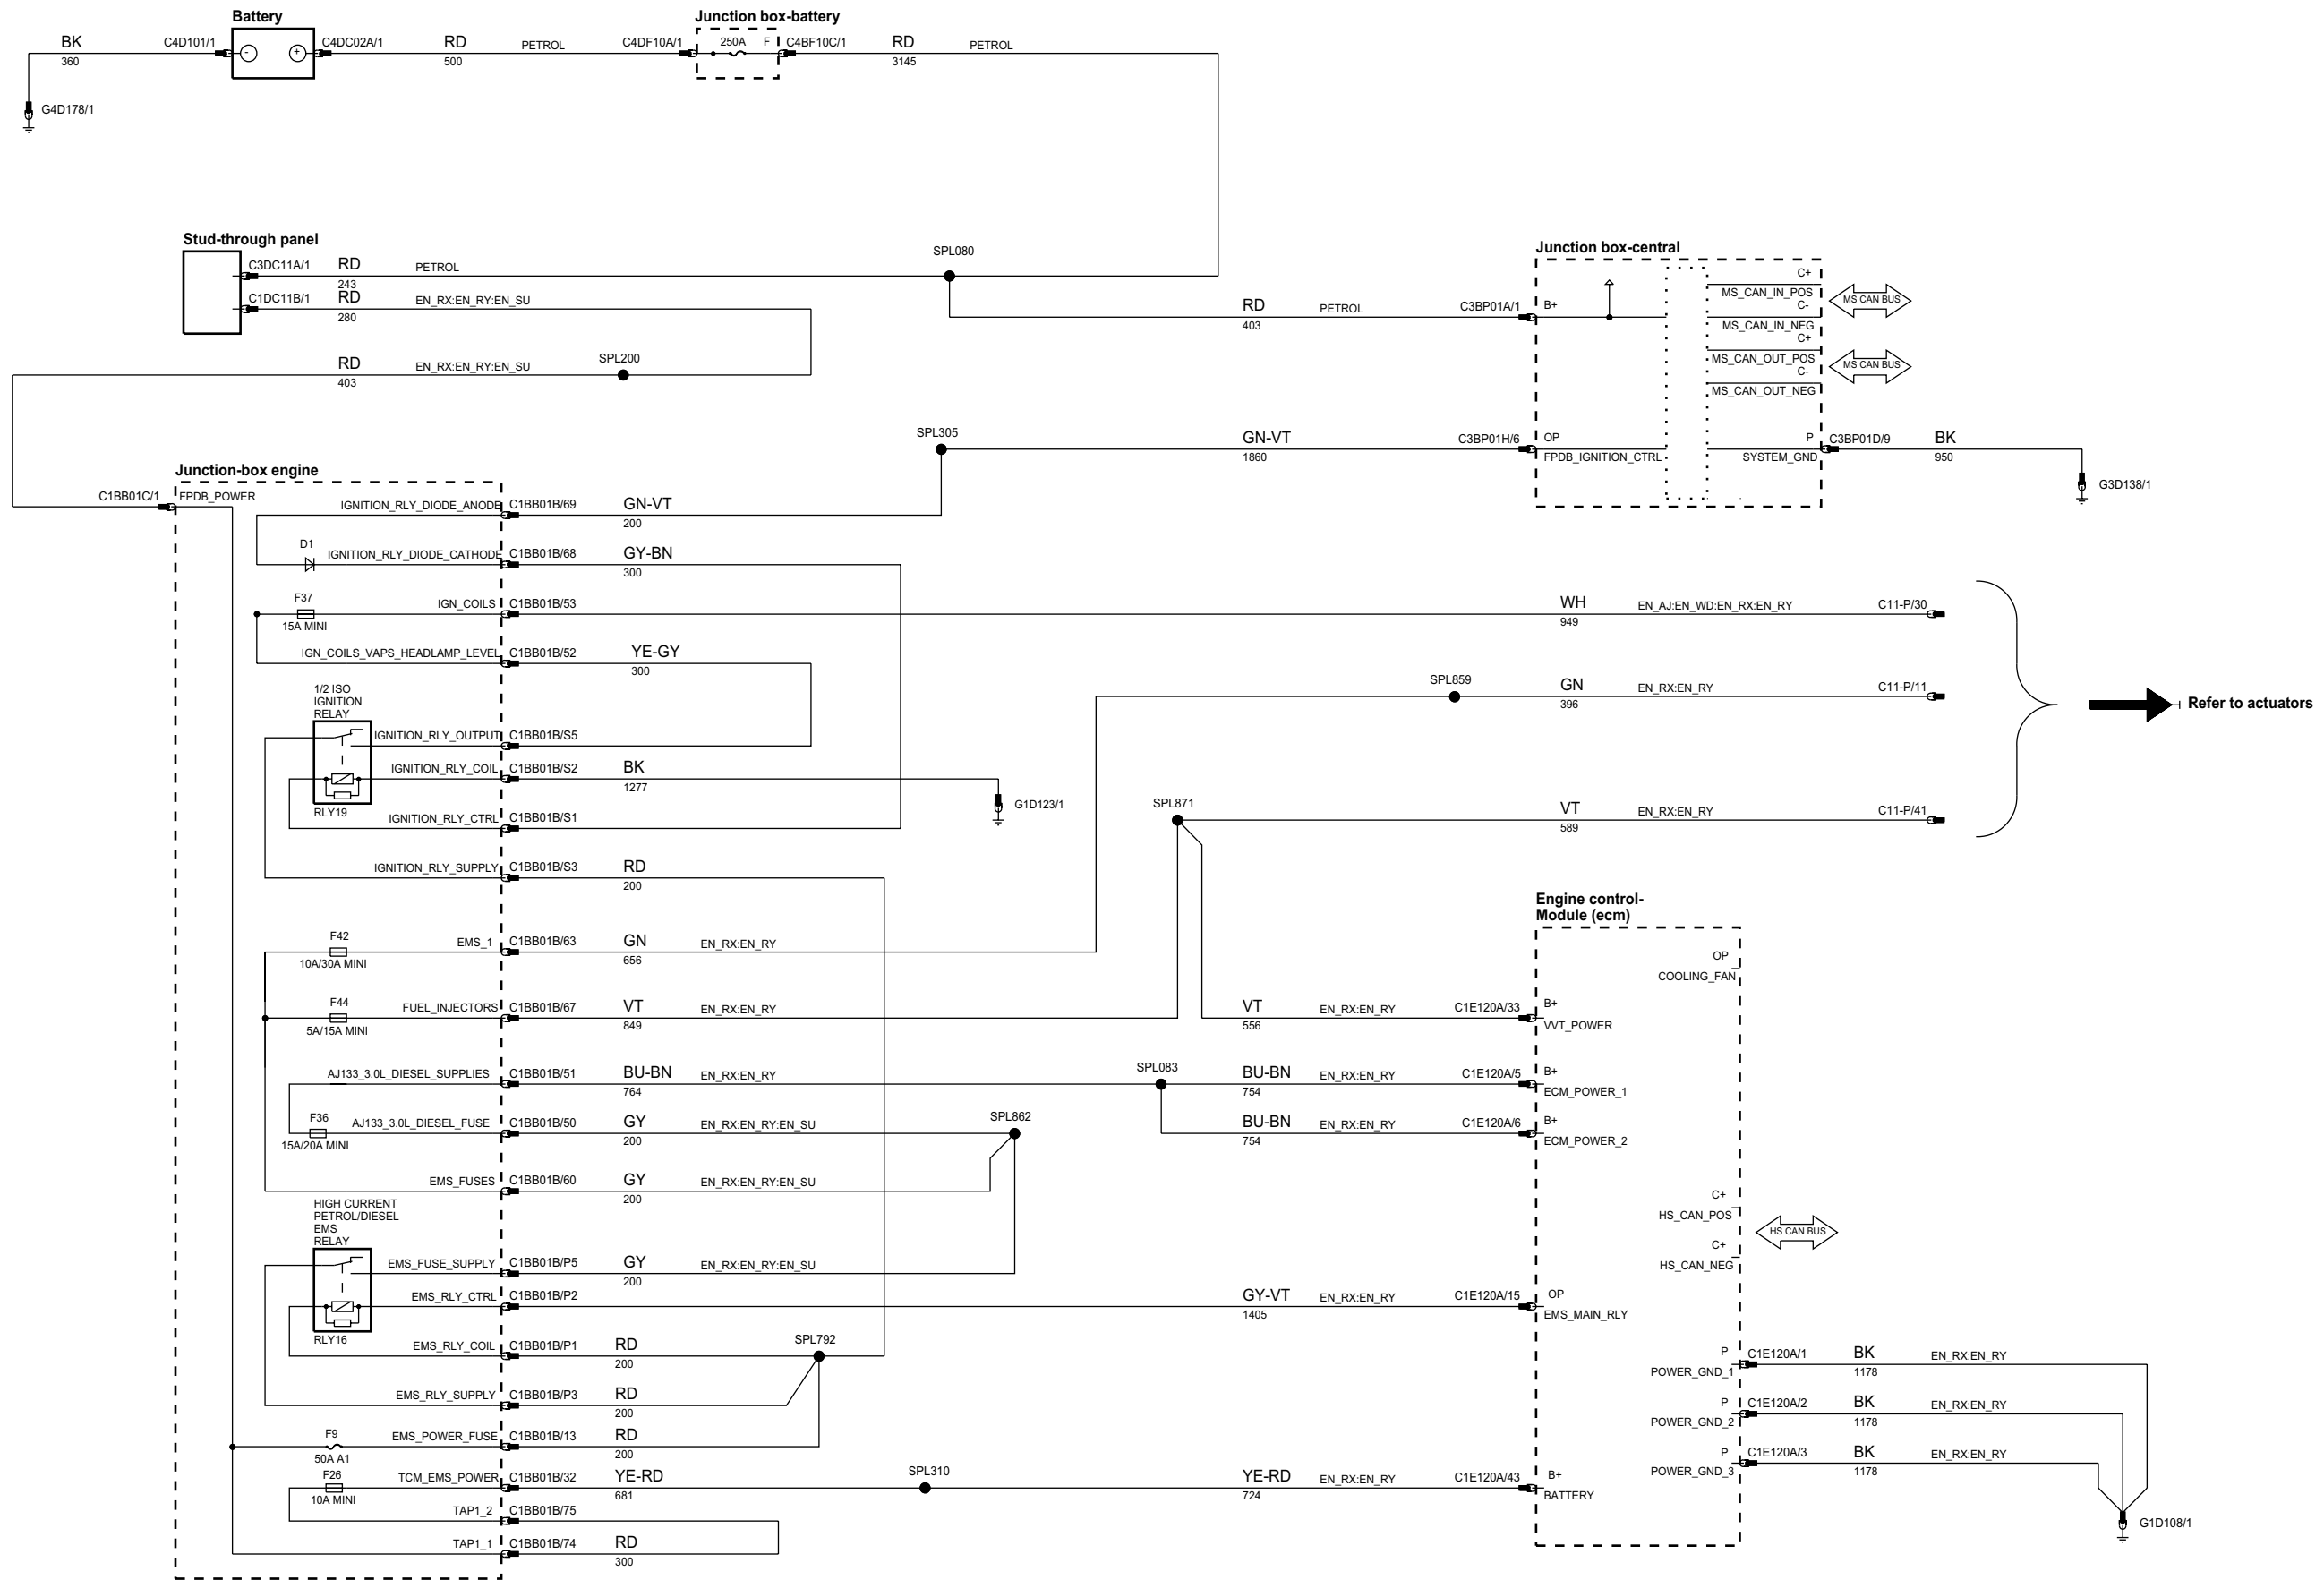 Battery
Junction box-battery
BK
360
C4D101/1
-
+
C4DC02A/1
RD
500
PETROL
C4DF10A/1
250A
F
C4BF10C/1
RD
3145
PETROL
G4D178/1
Stud-through panel
C3DC11A/1
RD
243
PETROL
SPL080
C1DC11B/1
RD
280
EN_RX:EN_RY:EN_SU
RD
403
EN_RX:EN_RY:EN_SU
SPL200
RD
403
PETROL
C3BP01A/1
Junction box-central
B+
C+
MS_CAN_IN_POS
C-
MS_CAN_IN_NEG
C+
MS_CAN_OUT_POS
C-
MS_CAN_OUT_NEG
MS CAN BUS
MS CAN BUS
SPL305
GN-VT
1860
C3BP01H/6
OP
FPDB_IGNITION_CTRL
P
SYSTEM_GND
C3BP01D/9
BK
950
G3D138/1
Junction-box engine
C1BB01C/1
FPDB_POWER
IGNITION_RLY_DIODE_ANODE
C1BB01B/69
GN-VT
200
D1
IGNITION_RLY_DIODE_CATHODE
C1BB01B/68
GY-BN
300
F37
15A MINI
IGN_COILS
C1BB01B/53
WH
949
EN_AJ:EN_WD:EN_RX:EN_RY
C11-P/30
IGN_COILS_VAPS_HEADLAMP_LEVEL
C1BB01B/52
YE-GY
300
SPL859
GN
396
EN_RX:EN_RY
C11-P/11
Refer to actuators
1/2 ISO
IGNITION
RELAY
IGNITION_RLY_OUTPUT
C1BB01B/S5
IGNITION_RLY_COIL
C1BB01B/S2
BK
1277
G1D123/1
RLY19
IGNITION_RLY_CTRL
C1BB01B/S1
SPL871
VT
589
EN_RX:EN_RY
C11-P/41
IGNITION_RLY_SUPPLY
C1BB01B/S3
RD
200
Engine control-
Module (ecm)
F42
10A/30A MINI
EMS_1
C1BB01B/63
GN
656
EN_RX:EN_RY
OP
COOLING_FAN
F44
5A/15A MINI
FUEL_INJECTORS
C1BB01B/67
VT
849
EN_RX:EN_RY
VT
556
EN_RX:EN_RY
C1E120A/33
B+
VVT_POWER
AJ133_3.0L_DIESEL_SUPPLIES
C1BB01B/51
BU-BN
764
EN_RX:EN_RY
SPL083
BU-BN
754
EN_RX:EN_RY
C1E120A/5
B+
ECM_POWER_1
F36
15A/20A MINI
AJ133_3.0L_DIESEL_FUSE
C1BB01B/50
GY
200
EN_RX:EN_RY:EN_SU
SPL862
BU-BN
754
EN_RX:EN_RY
C1E120A/6
B+
ECM_POWER_2
EMS_FUSES
C1BB01B/60
GY
200
EN_RX:EN_RY:EN_SU
C+
HS_CAN_POS
C+
HS_CAN_NEG
HS CAN BUS
HIGH CURRENT
PETROL/DIESEL
EMS
RELAY
EMS_FUSE_SUPPLY
C1BB01B/P5
GY
200
EN_RX:EN_RY:EN_SU
EMS_RLY_CTRL
C1BB01B/P2
GY-VT
1405
EN_RX:EN_RY
C1E120A/15
OP
EMS_MAIN_RLY
RLY16
EMS_RLY_COIL
C1BB01B/P1
RD
200
SPL792
P
POWER_GND_1
C1E120A/1
BK
1178
EN_RX:EN_RY
EMS_RLY_SUPPLY
C1BB01B/P3
RD
200
P
POWER_GND_2
C1E120A/2
BK
1178
EN_RX:EN_RY
F9
50A A1
EMS_POWER_FUSE
C1BB01B/13
RD
200
P
POWER_GND_3
C1E120A/3
BK
1178
EN_RX:EN_RY
F26
10A MINI
TCM_EMS_POWER
C1BB01B/32
YE-RD
681
SPL310
YE-RD
724
EN_RX:EN_RY
C1E120A/43
B+
BATTERY
G1D108/1
TAP1_2
C1BB01B/75
TAP1_1
C1BB01B/74
RD
300